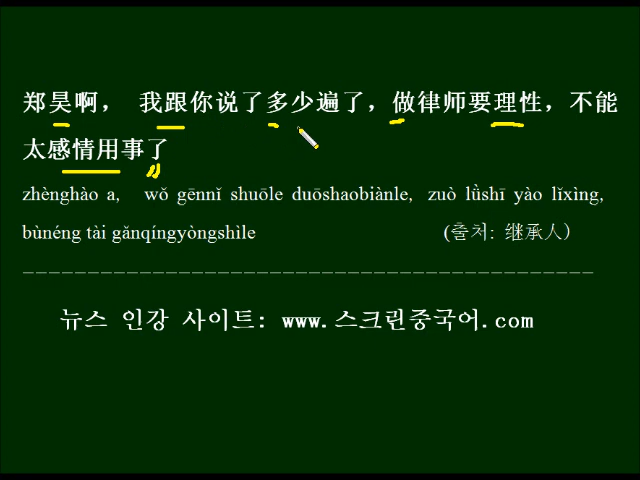 郑昊啊， 我跟你说了多少遍了，做律师要理性，不能
太感情用事了
zhènghào a, wǒ gēnnǐ shuōle duōshaobiànle, zuò lǜshī yào lǐxìng,
bùnéng tài gǎnqíngyòngshìle (출처: 继承人）
뉴스 인강 사이트: www.스크린중국어.com